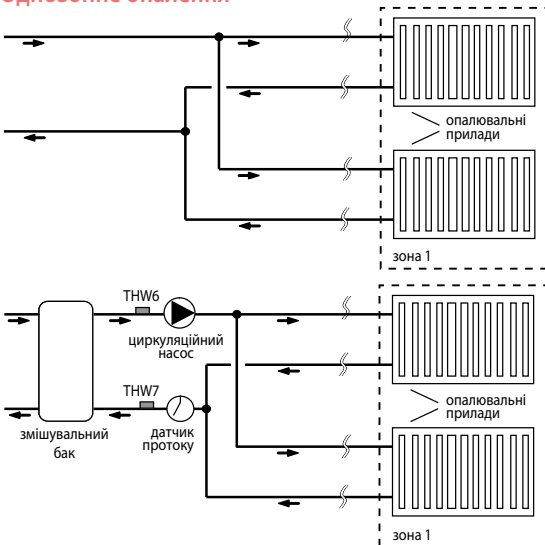 Однозонне опалення
опалювальні
прилади
зона 1
THW6
циркуляційний
насос
THW7
змішувальний
бак
датчик
протоку
опалювальні
прилади
зона 1